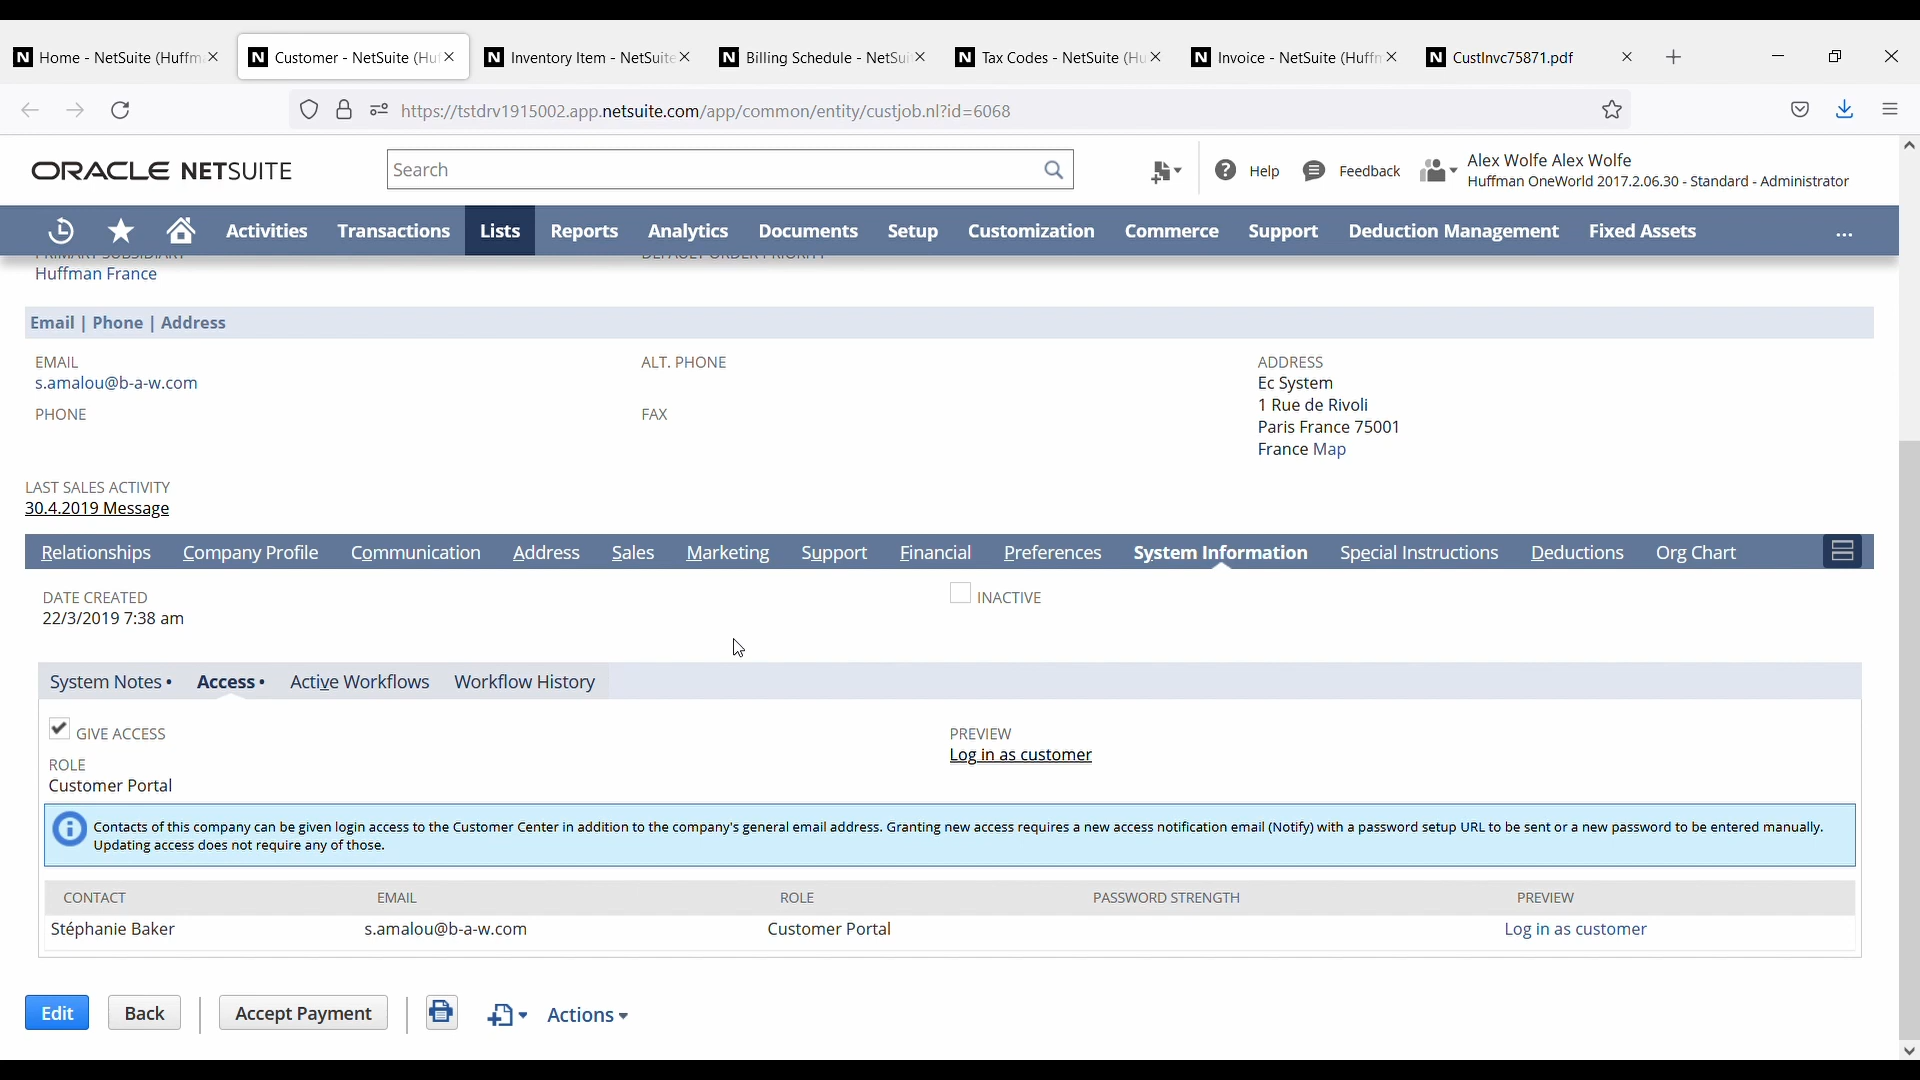 Home - NetSuite (Huffm
Customer - NetSuite (Huf
Inventory Item - NetSuite
Billing Schedule - NetSui
Tax Codes - NetSuite (Hu
Invoice - NetSuite (Huffm
CustInvc75871.pdf
https://tstdrv1915002.app.netsuite.com/app/common/entity/custjob.nl?id=6068
ORACLE NETSUITE
Search
Help
Feedback
Alex Wolfe Alex Wolfe
Huffman OneWorld 2017.2.06.30 - Standard - Administrator
Activities Transactions Lists Reports Analytics Documents Setup Customization Commerce Support Deduction Management Fixed Assets ...
PRIMARY SUBSIDIARY
DEFAULT ORDER PRIORITY
Huffman France
Email | Phone | Address
EMAIL
s.amalou@b-a-w.com
PHONE
ALT. PHONE
FAX
ADDRESS
Ec System
1 Rue de Rivoli
Paris France 75001
France Map
LAST SALES ACTIVITY
30.4.2019 Message
Relationships Company Profile Communication Address Sales Marketing Support Financial Preferences System Information Special Instructions Deductions Org Chart
DATE CREATED
22/3/2019 7:38 am
INACTIVE
System Notes • Access • Active Workflows Workflow History
GIVE ACCESS
ROLE
Customer Portal
PREVIEW
Log in as customer
Contacts of this company can be given login access to the Customer Center in addition to the company's general email address. Granting new access requires a new access notification email (Notify) with a password setup URL to be sent or a new password to be entered manually.
Updating access does not require any of those.
CONTACT EMAIL ROLE PASSWORD STRENGTH PREVIEW
Stéphanie Baker s.amalou@b-a-w.com Customer Portal Log in as customer
Edit Back Accept Payment Actions